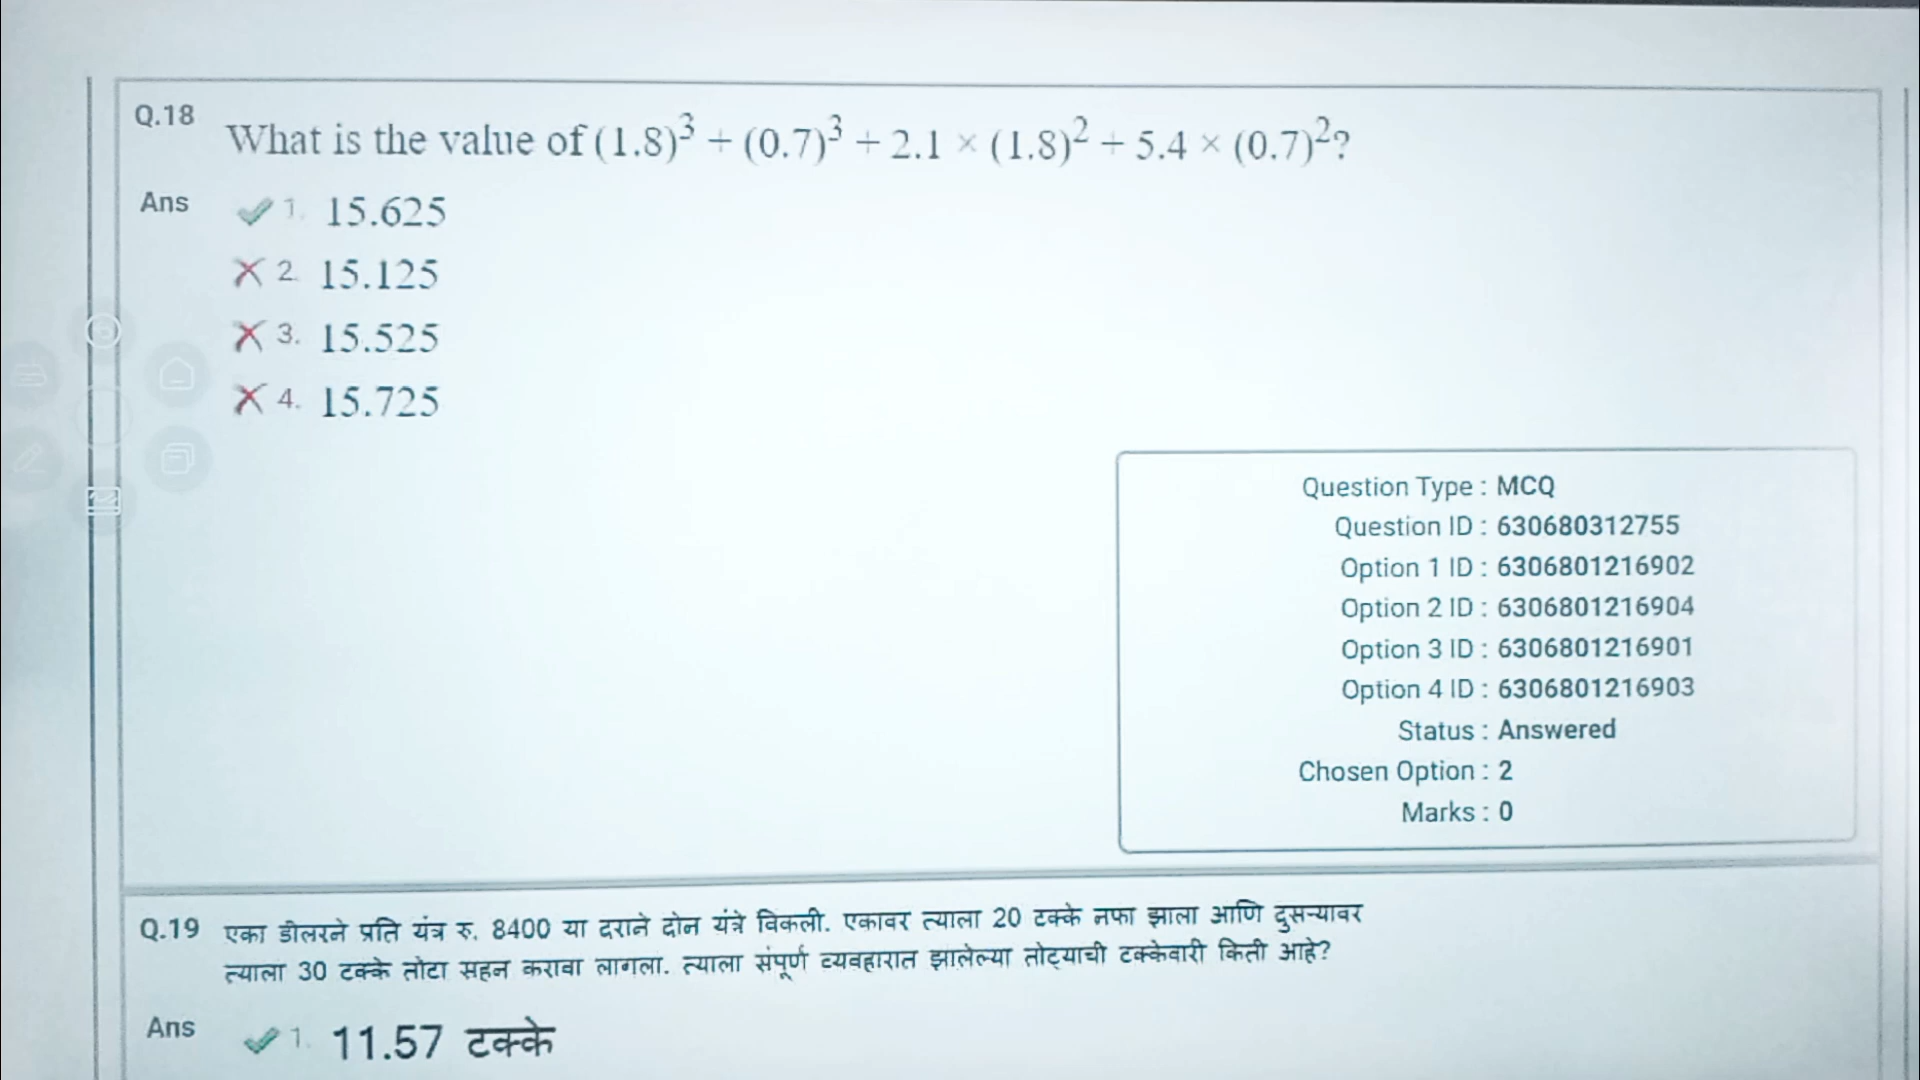 Q.18 What is the value of (1.8)³ + (0.7)³ + 2.1 × (1.8)² + 5.4 × (0.7)²?
Ans 1. 15.625
2. 15.125
3. 15.525
4. 15.725
Question Type : MCQ
Question ID : 630680312755
Option 1 ID : 6306801216902
Option 2 ID : 6306801216904
Option 3 ID : 6306801216901
Option 4 ID : 6306801216903
Status : Answered
Chosen Option : 2
Marks : 0
Q.19 एका डीलरने प्रति यंत्र रु. 8400 या दराने दोन यंत्रे विकली. एकावर त्याला 20 टक्के नफा झाला आणि दुसऱ्यावर
त्याला 30 टक्के तोटा सहन करावा लागला. त्याला संपूर्ण व्यवहारात झालेल्या तोट्याची टक्केवारी किती आहे?
Ans 1. 11.57 टक्के